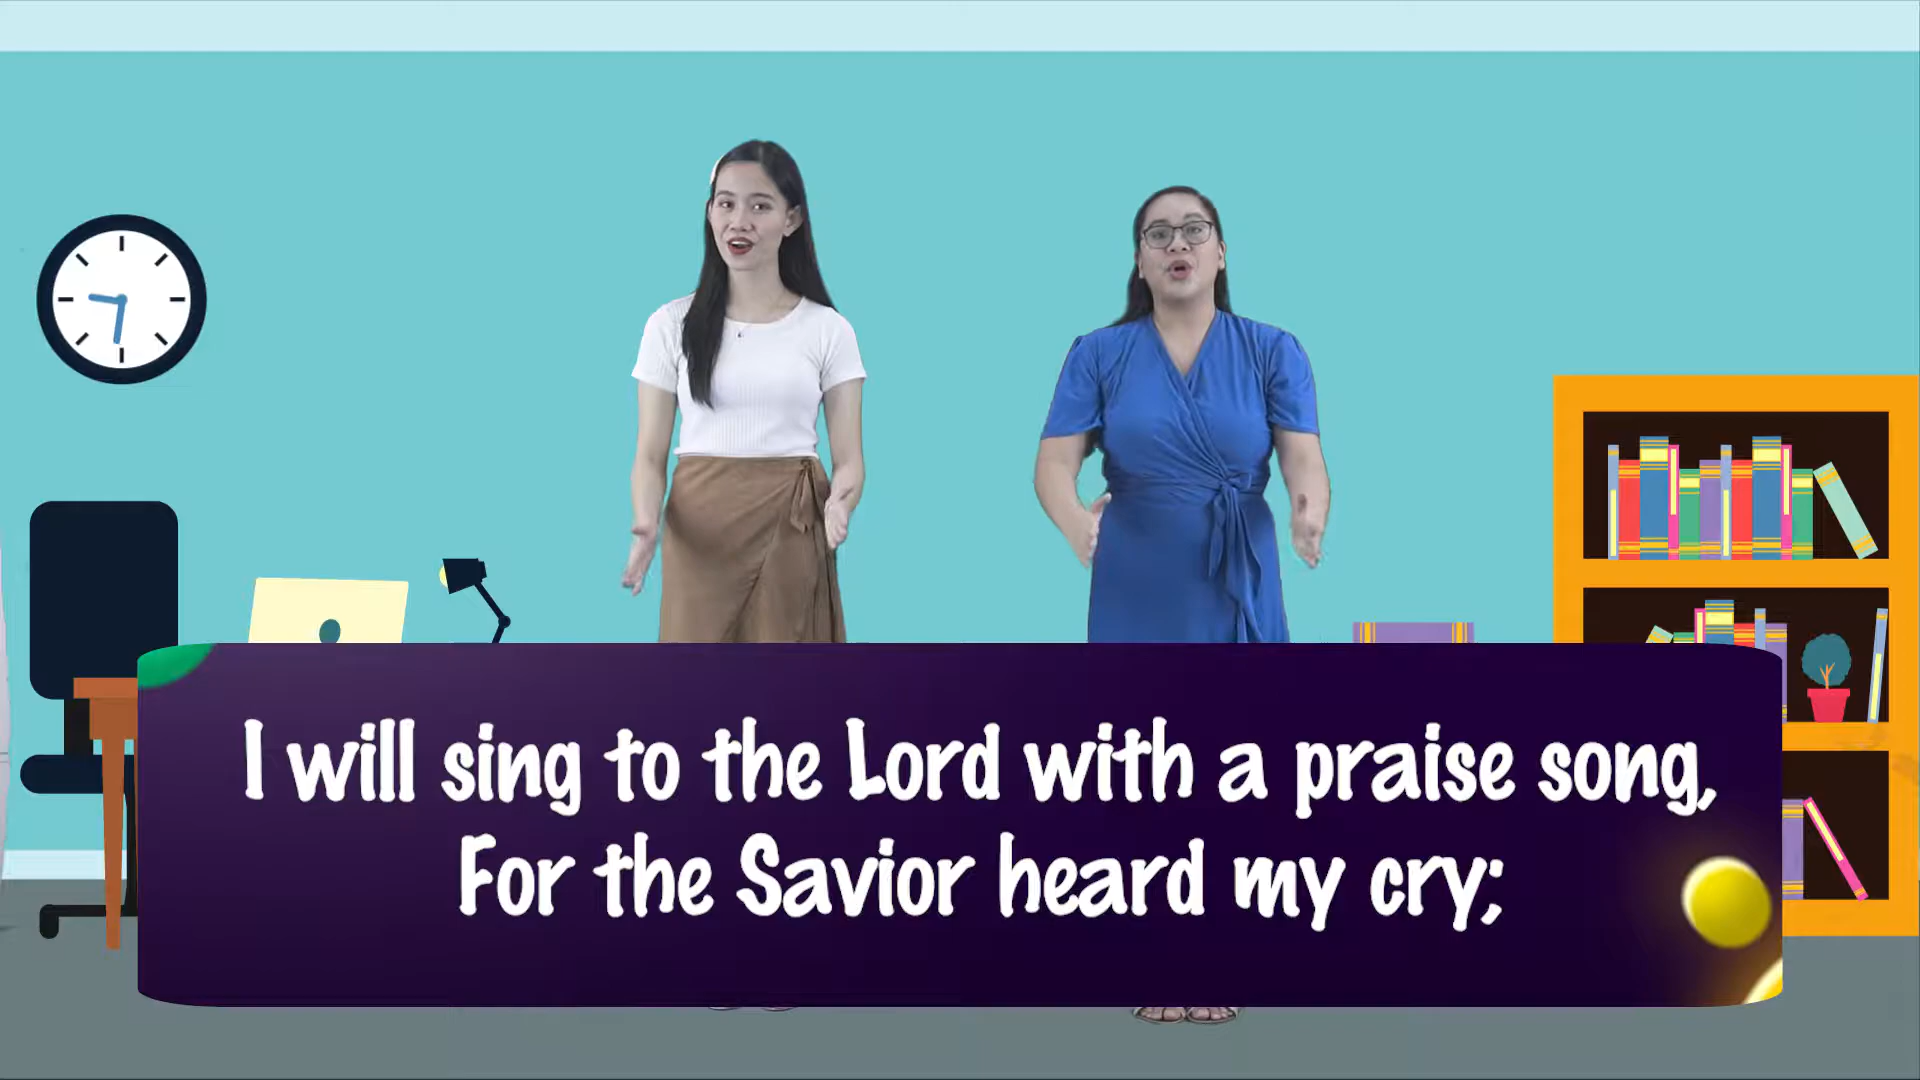 I will sing to the Lord with a praise song,
For the Savior heard my cry;